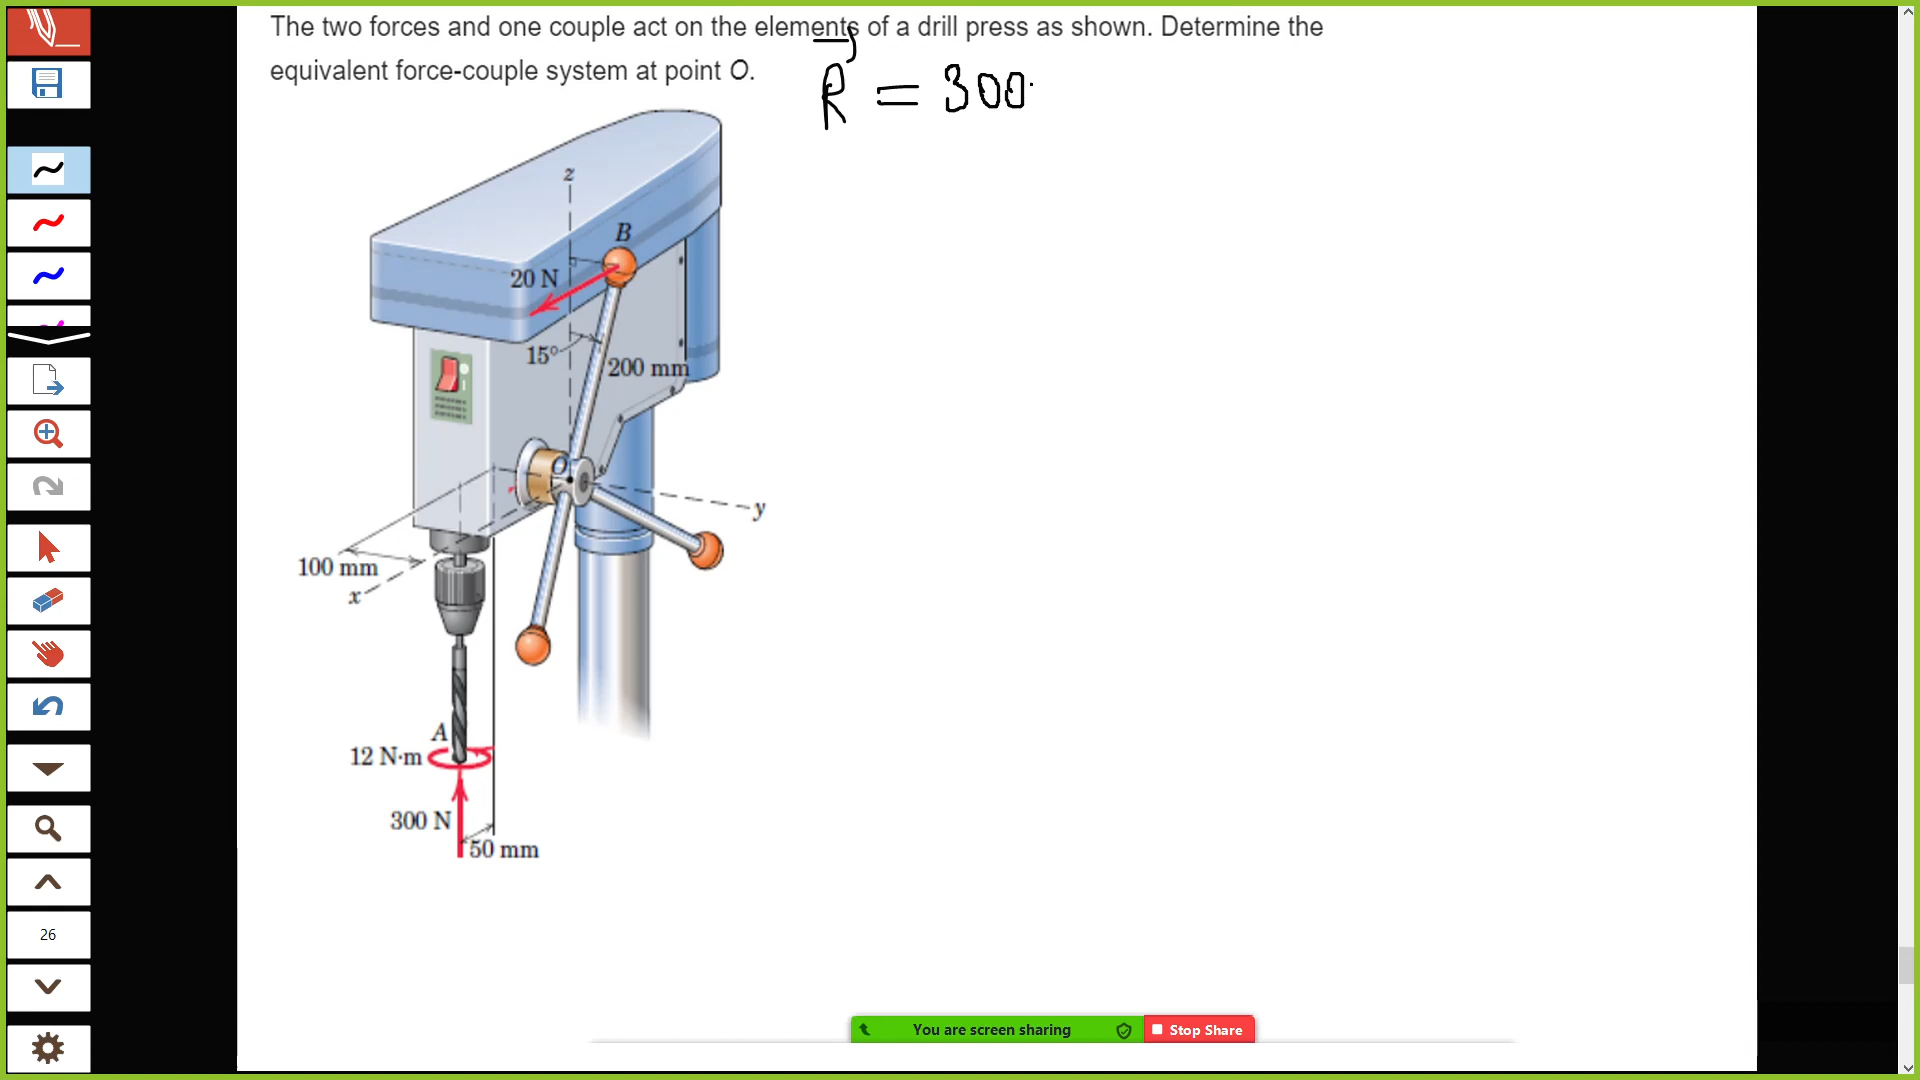 The two forces and one couple act on the elements of a drill press as shown. Determine the
equivalent force-couple system at point O.
R = 300
z
B
20 N
15°
200 mm
O
y
100 mm
x
A
12 N·m
300 N
50 mm
26
You are screen sharing
Stop Share